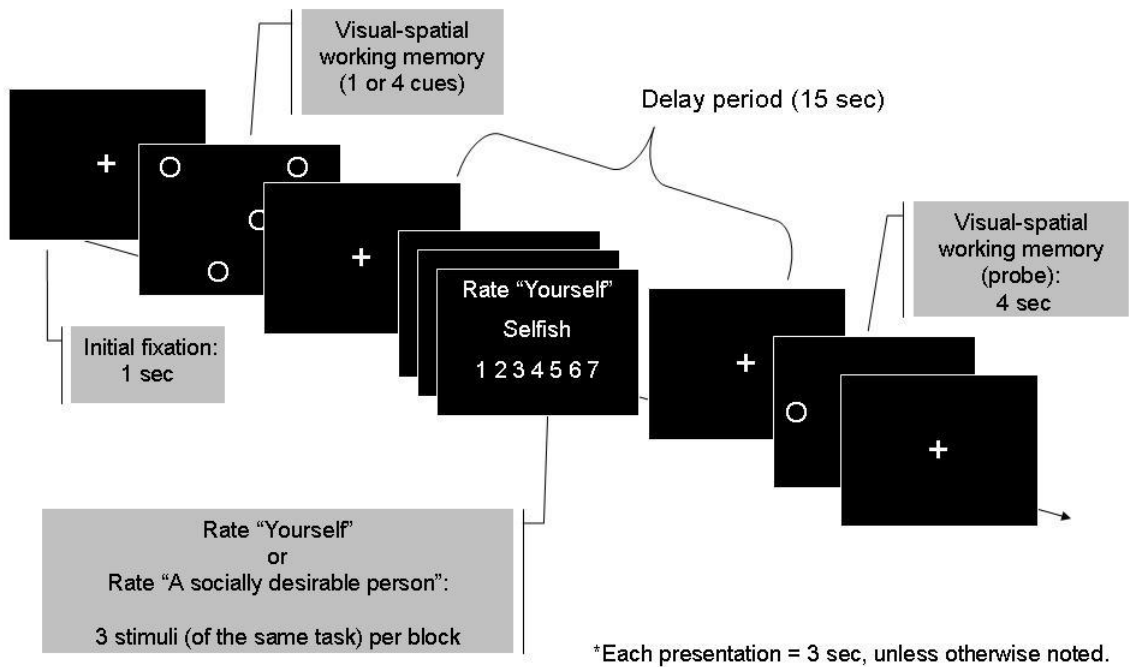 Visual-spatial
working memory
(1 or 4 cues)
Delay period (15 sec)
Visual-spatial
working memory
(probe):
4 sec
Initial fixation:
1 sec
Rate “Yourself”
Selfish
1 2 3 4 5 6 7
Rate “Yourself”
or
Rate “A socially desirable person”:
3 stimuli (of the same task) per block
*Each presentation = 3 sec, unless otherwise noted.